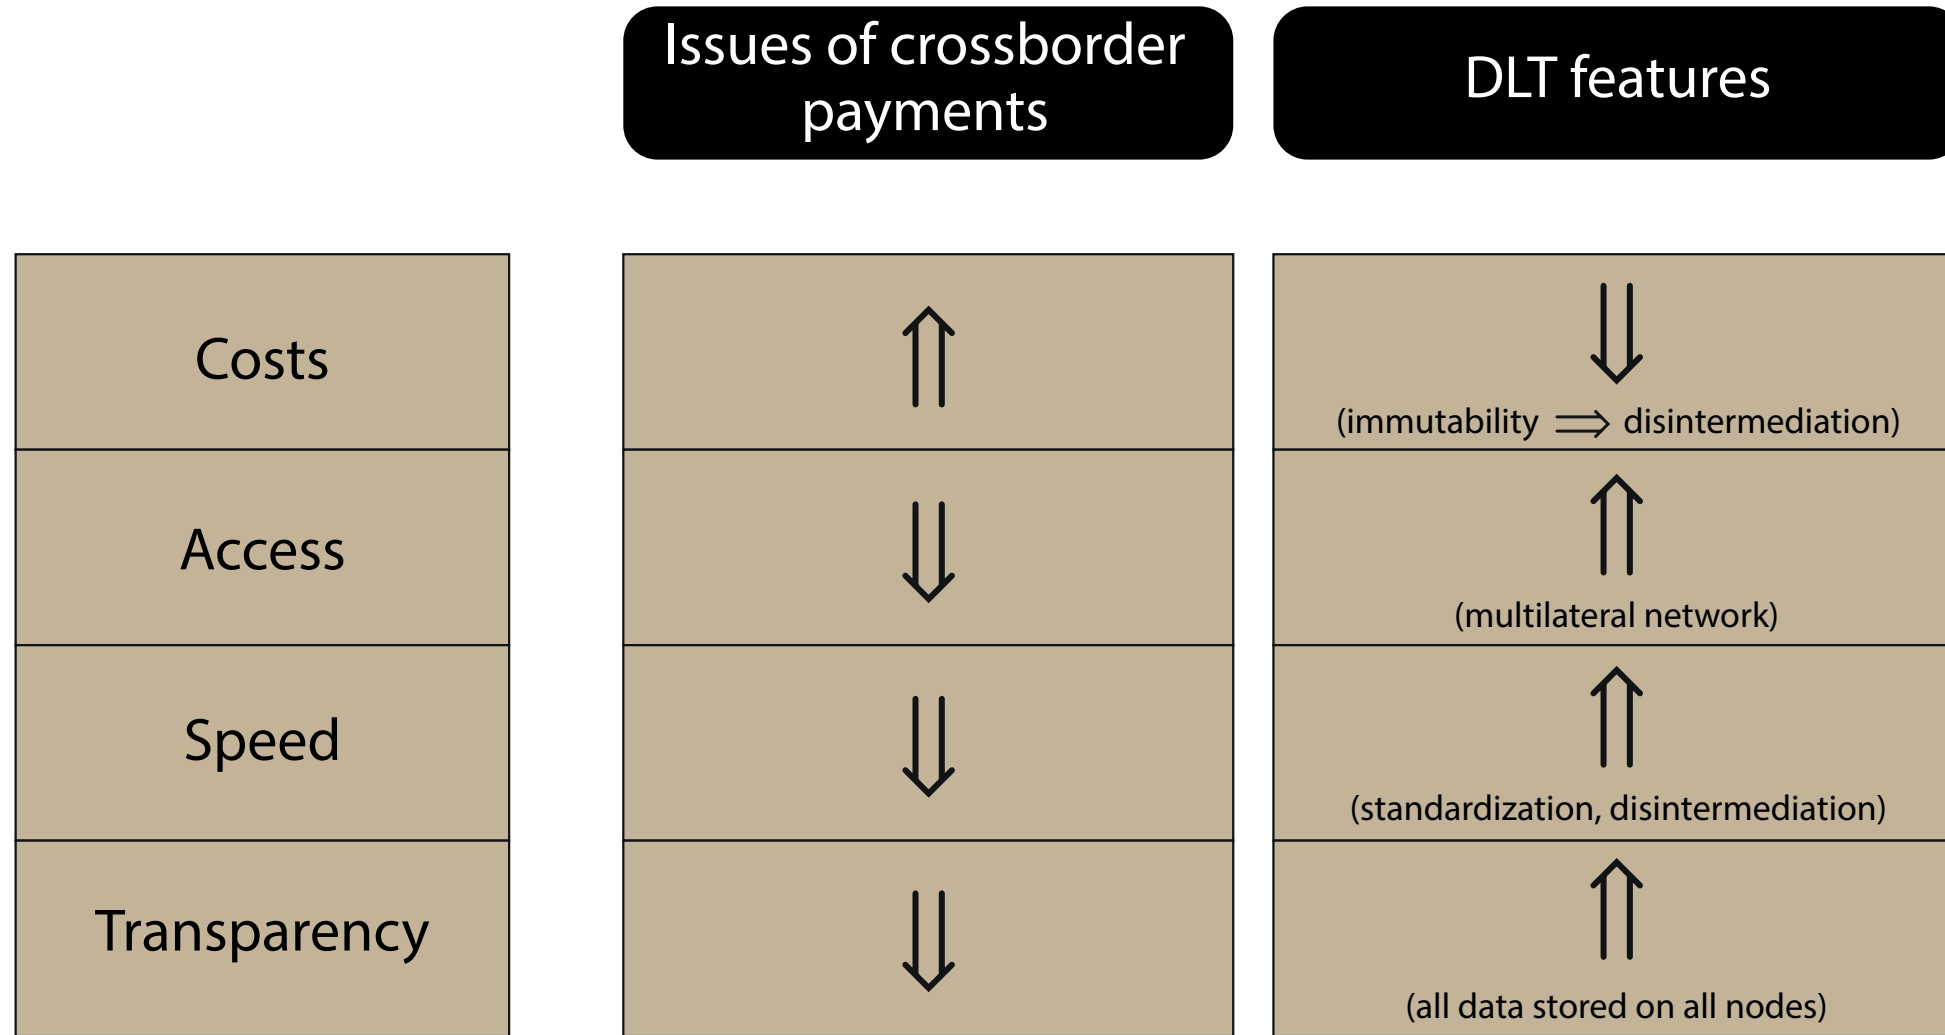 Issues of crossborder
payments
DLT features
Costs
(immutability ⇒ disintermediation)
Access
(multilateral network)
Speed
(standardization, disintermediation)
Transparency
(all data stored on all nodes)